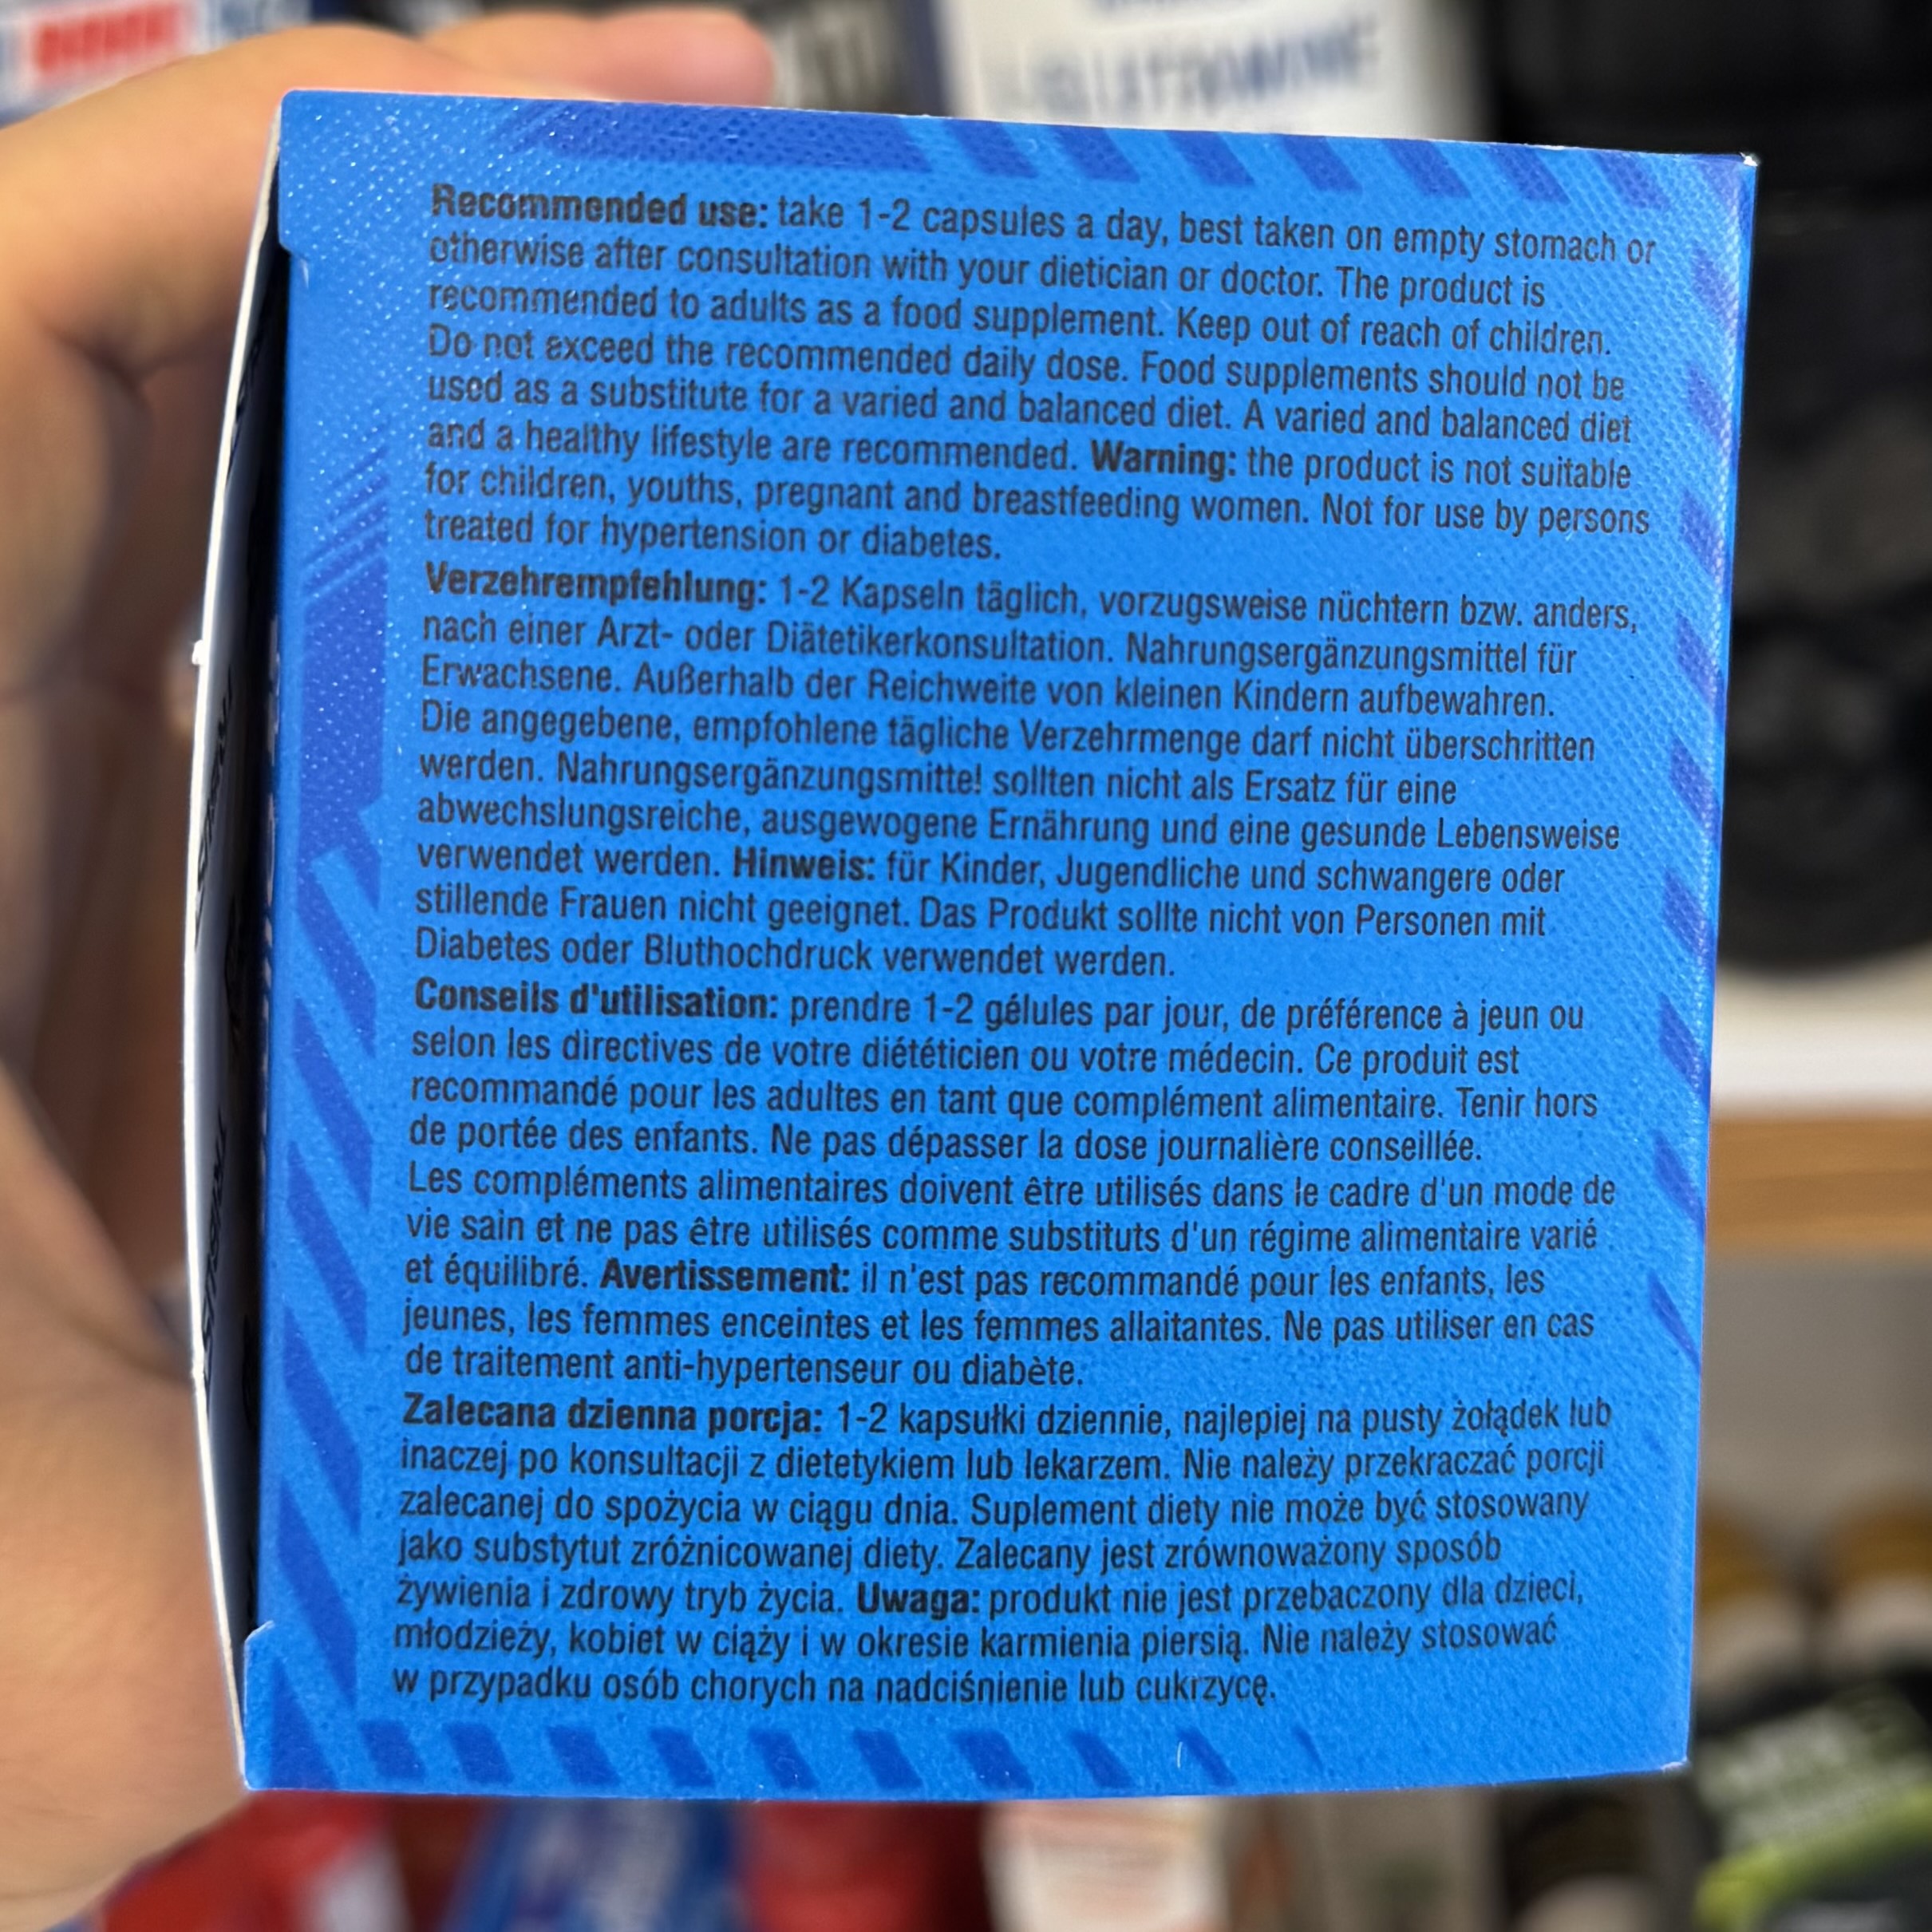 Recommended use: take 1-2 capsules a day, best taken on empty stomach or
otherwise after consultation with your dietician or doctor. The product is
recommended to adults as a food supplement. Keep out of reach of children.
Do not exceed the recommended daily dose. Food supplements should not be
used as a substitute for a varied and balanced diet. A varied and balanced diet
and a healthy lifestyle are recommended. Warning: the product is not suitable
for children, youths, pregnant and breastfeeding women. Not for use by persons
treated for hypertension or diabetes.
Verzehrempfehlung: 1-2 Kapseln täglich, vorzugsweise nüchtern bzw. anders,
nach einer Arzt- oder Diätetikerkonsultation. Nahrungsergänzungsmittel für
Erwachsene. Außerhalb der Reichweite von kleinen Kindern aufbewahren.
Die angegebene, empfohlene tägliche Verzehrmenge darf nicht überschritten
werden. Nahrungsergänzungsmittel sollten nicht als Ersatz für eine
abwechslungsreiche, ausgewogene Ernährung und eine gesunde Lebensweise
verwendet werden. Hinweis: für Kinder, Jugendliche und schwangere oder
stillende Frauen nicht geeignet. Das Produkt sollte nicht von Personen mit
Diabetes oder Bluthochdruck verwendet werden.
Conseils d'utilisation: prendre 1-2 gélules par jour, de préférence à jeun ou
selon les directives de votre diététicien ou votre médecin. Ce produit est
recommandé pour les adultes en tant que complément alimentaire. Tenir hors
de portée des enfants. Ne pas dépasser la dose journalière conseillée.
Les compléments alimentaires doivent être utilisés dans le cadre d'un mode de
vie sain et ne pas être utilisés comme substituts d'un régime alimentaire varié
et équilibré. Avertissement: il n'est pas recommandé pour les enfants, les
jeunes, les femmes enceintes et les femmes allaitantes. Ne pas utiliser en cas
de traitement anti-hypertenseur ou diabète.
Zalecana dzienna porcja: 1-2 kapsułki dziennie, najlepiej na pusty żołądek lub
inaczej po konsultacji z dietetykiem lub lekarzem. Nie należy przekraczać porcji
zalecanej do spożycia w ciągu dnia. Suplement diety nie może być stosowany
jako substytut zróżnicowanej diety. Zalecany jest zrównoważony sposób
żywienia i zdrowy tryb życia. Uwaga: produkt nie jest przebaczony dla dzieci,
młodzieży, kobiet w ciąży i w okresie karmienia piersią. Nie należy stosować
w przypadku osób chorych na nadciśnienie lub cukrzycę.